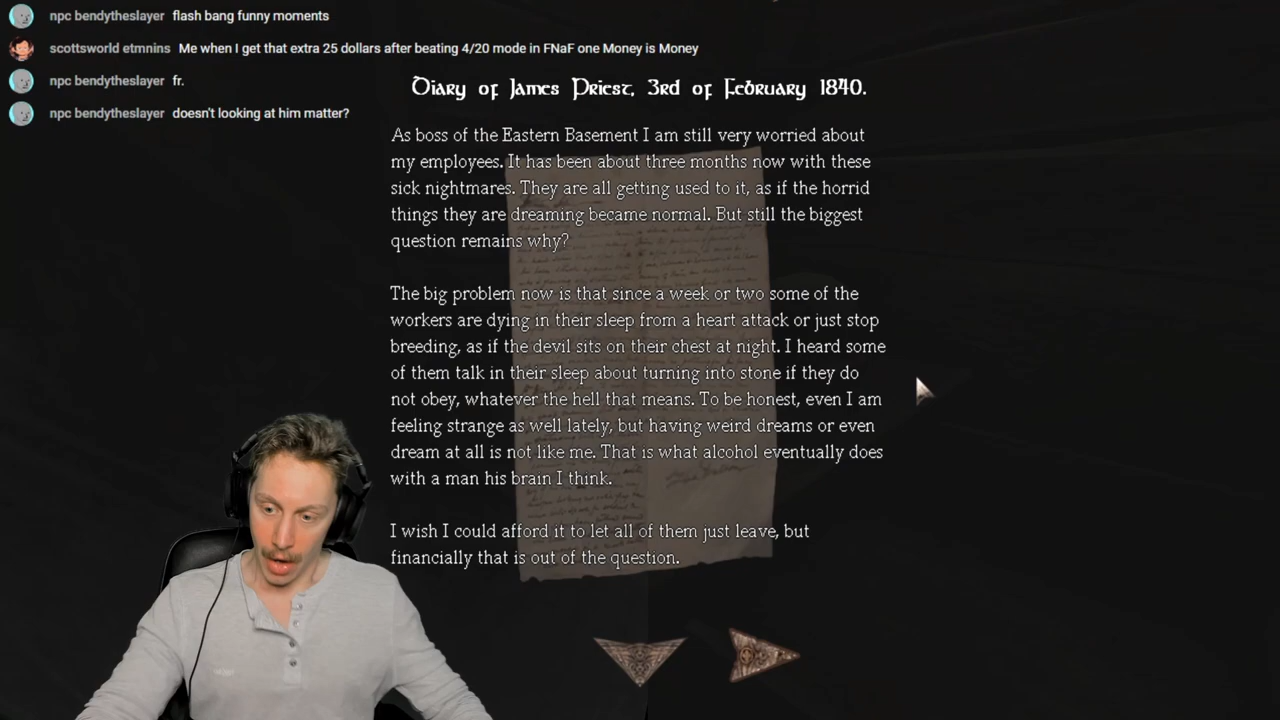 npc bendytheslayer flash bang funny moments
scottsworld etmnins Me when I get that extra 25 dollars after beating 4/20 mode in FNaF one Money is Money
npc bendytheslayer fr.
npc bendytheslayer doesn't looking at him matter?
Diary of James Priest, 3rd of February 1840.
As boss of the Eastern Basement I am still very worried about
my employees. It has been about three months now with these
sick nightmares. They are all getting used to it, as if the horrid
things they are dreaming became normal. But still the biggest
question remains why?
The big problem now is that since a week or two some of the
workers are dying in their sleep from a heart attack or just stop
breeding, as if the devil sits on their chest at night. I heard some
of them talk in their sleep about turning into stone if they do
not obey, whatever the hell that means. To be honest, even I am
feeling strange as well lately, but having weird dreams or even
dream at all is not like me. That is what alcohol eventually does
with a man his brain I think.
I wish I could afford it to let all of them just leave, but
financially that is out of the question.